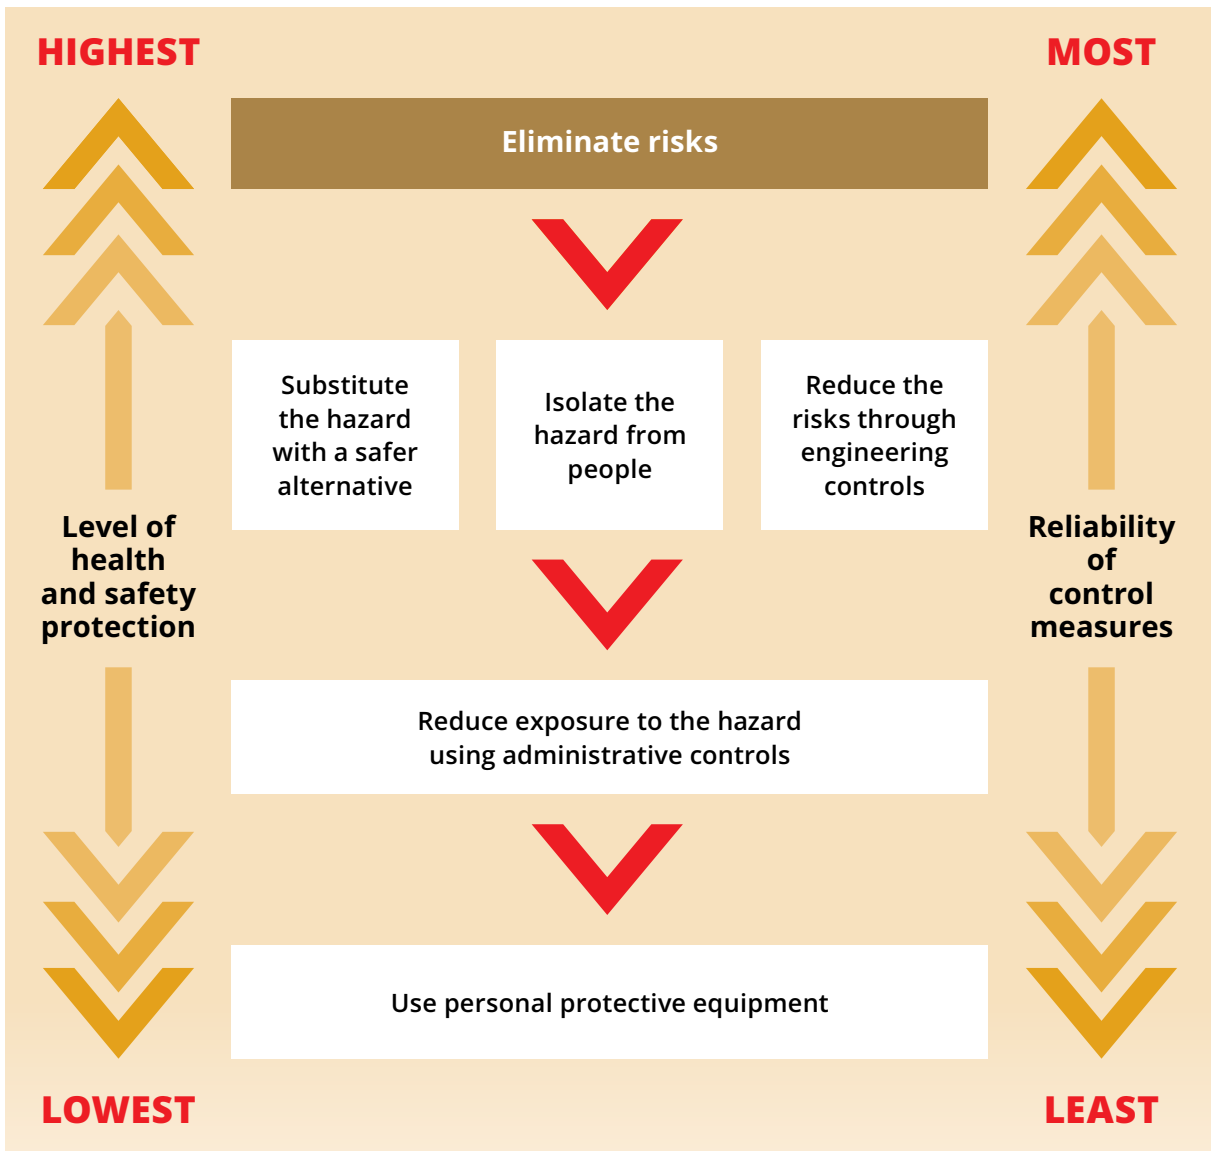 HIGHEST
MOST
Eliminate risks
Substitute
the hazard
with a safer
alternative
Isolate the
hazard from
people
Reduce the
risks through
engineering
controls
Level of
health
and safety
protection
Reliability
of
control
measures
Reduce exposure to the hazard
using administrative controls
Use personal protective equipment
LOWEST
LEAST